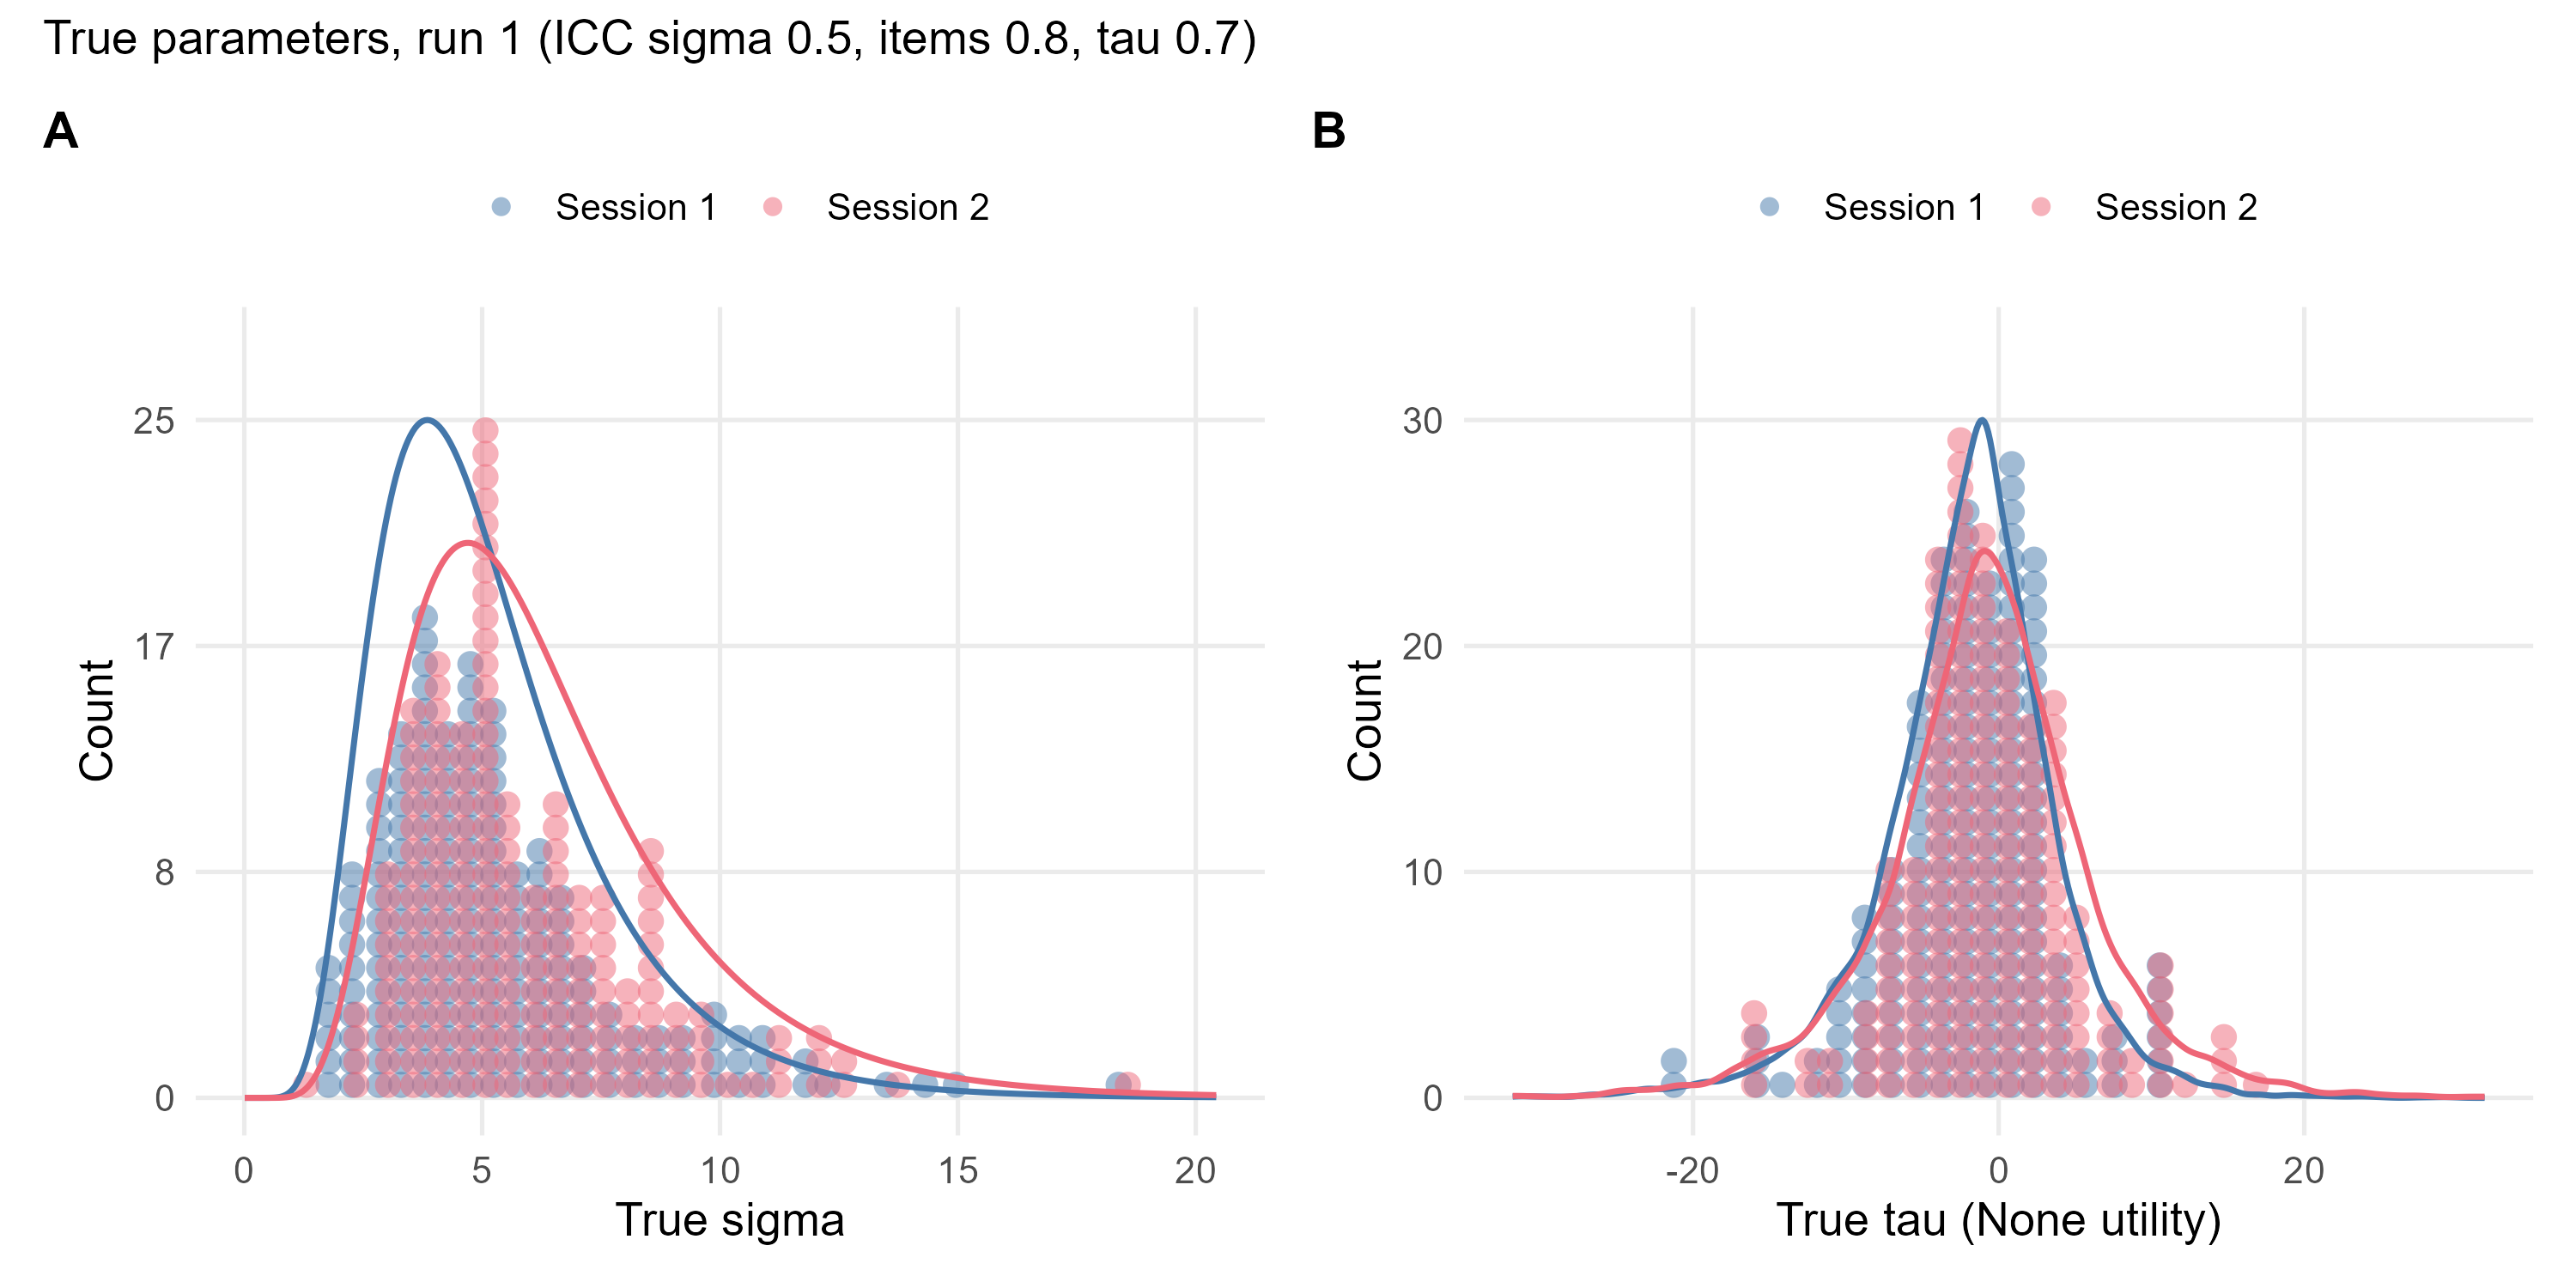 True parameters, run 1 (ICC sigma 0.5, items 0.8, tau 0.7)
A
Session 1 Session 2
25
17
8
0
Count
0 5 10 15 20
True sigma
B
Session 1 Session 2
30
20
10
0
Count
-20 0 20
True tau (None utility)